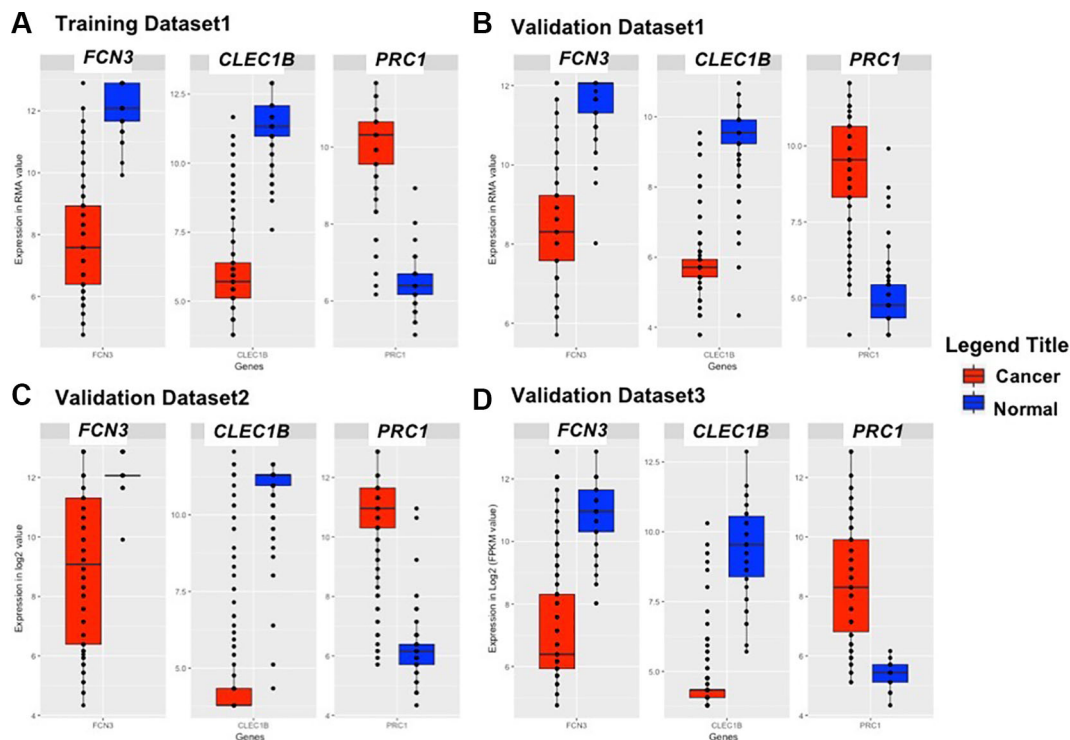 A Training Dataset1
FCN3 CLEC1B PRC1
Expression in RMA value
12
10
8
6
12.5
10.0
7.5
5.0
10
8
6
FCN3 CLEC1B PRC1
Genes
B Validation Dataset1
FCN3 CLEC1B PRC1
Expression in RMA value
12
10
8
6
10
8
6
4
10.0
7.5
5.0
FCN3 CLEC1B PRC1
Genes
Legend Title
Cancer
Normal
C Validation Dataset2
FCN3 CLEC1B PRC1
Expression in log2 value
12
10
8
6
4
10.0
7.5
5.0
12
10
8
6
4
FCN3 CLEC1B PRC1
Genes
D Validation Dataset3
FCN3 CLEC1B PRC1
Expression in Log2 (FPKM value)
12
10
8
6
12.5
10.0
7.5
5.0
12
10
8
6
4
FCN3 CLEC1B PRC1
Genes